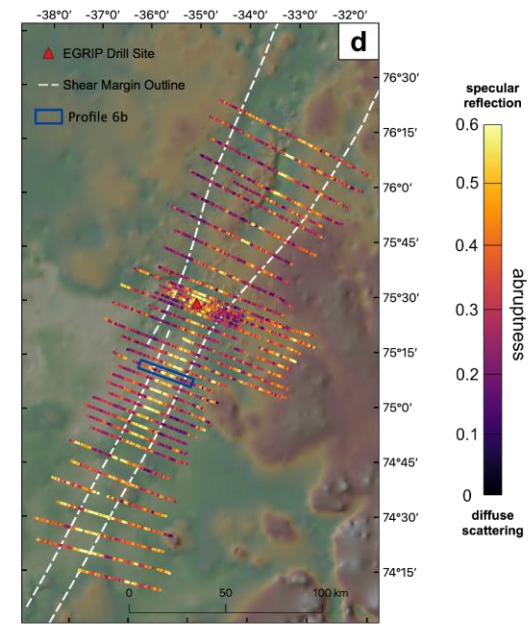 -38°0' -37°0' -36°0' -35°0' -34°0' -33°0' -32°0'
d
EGRIP Drill Site
Shear Margin Outline
Profile 6b
76°30'
76°15'
76°0'
75°45'
75°30'
75°15'
75°0'
74°45'
74°30'
74°15'
0 50 100 km
specular
reflection
0.6
0.5
0.4
0.3
0.2
0.1
0
abruptness
diffuse
scattering